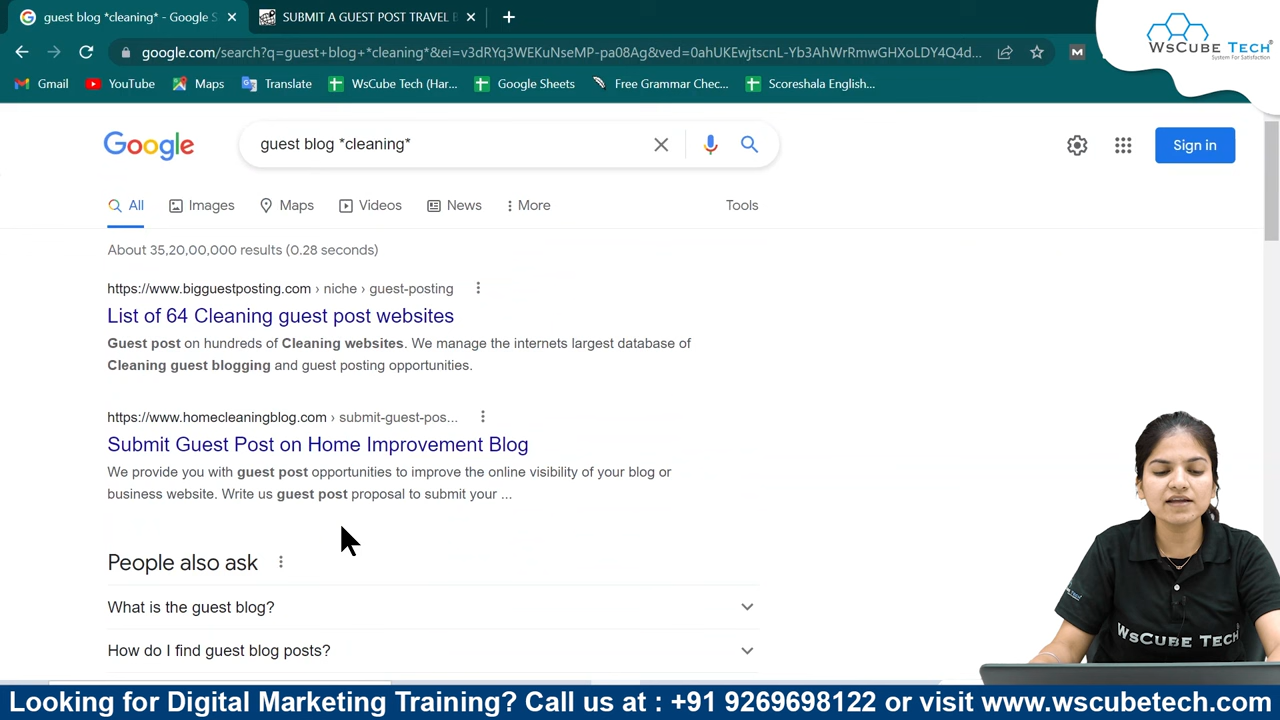 guest blog *cleaning* - Google S
SUBMIT A GUEST POST TRAVEL B
google.com/search?q=guest+blog+*cleaning*&ei=v3dRYq3WEKuNseMP-pa08Ag&ved=0ahUKEwjtscnL-Yb3AhWrRmwGHXoLDY4Q4d...
M
WsCube Tech®
System For Satisfaction
Gmail
YouTube
Maps
Translate
WsCube Tech (Har...
Google Sheets
Free Grammar Chec...
Scoreshala English...
Google
guest blog *cleaning*
Sign in
All
Images
Maps
Videos
News
More
Tools
About 35,20,00,000 results (0.28 seconds)
https://www.bigguestposting.com › niche › guest-posting
List of 64 Cleaning guest post websites
Guest post on hundreds of Cleaning websites. We manage the internets largest database of
Cleaning guest blogging and guest posting opportunities.
https://www.homecleaningblog.com › submit-guest-pos...
Submit Guest Post on Home Improvement Blog
We provide you with guest post opportunities to improve the online visibility of your blog or
business website. Write us guest post proposal to submit your ...
People also ask
What is the guest blog?
How do I find guest blog posts?
WsCube Tech
Looking for Digital Marketing Training? Call us at : +91 9269698122 or visit www.wscubetech.com